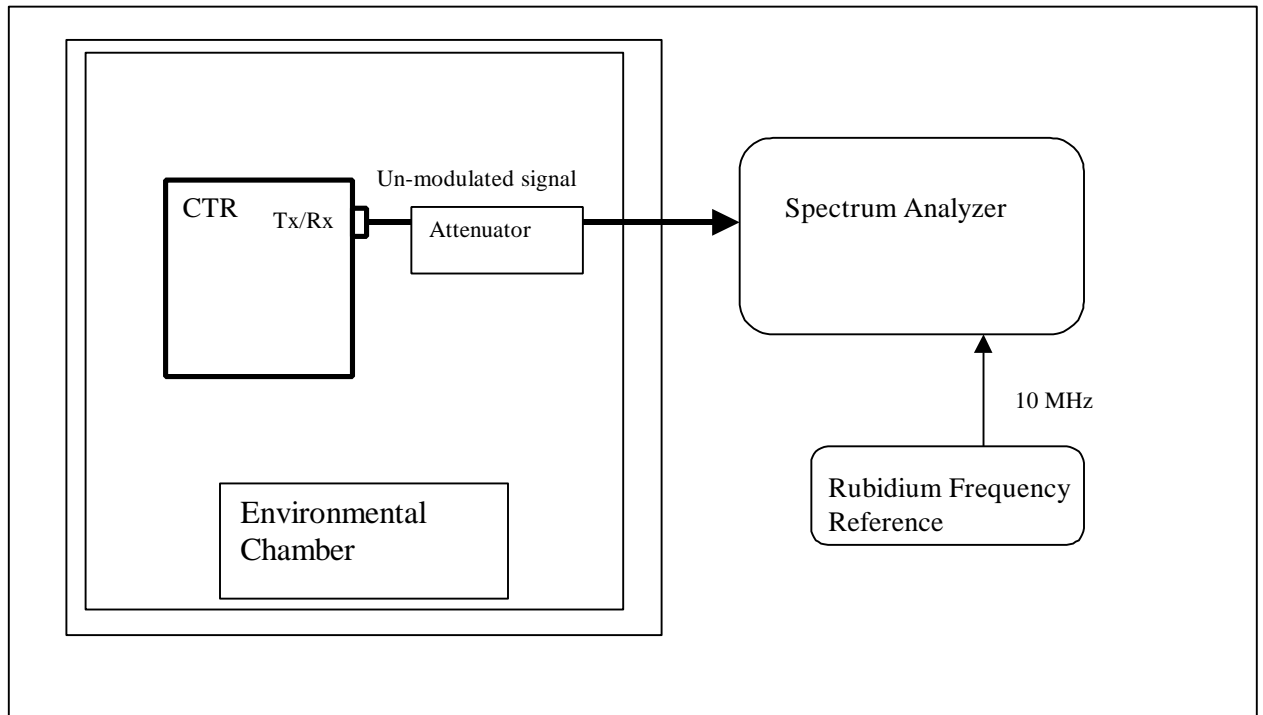 Un-modulated signal
CTR
Tx/Rx
Attenuator
Spectrum Analyzer
10 MHz
Rubidium Frequency
Reference
Environmental
Chamber